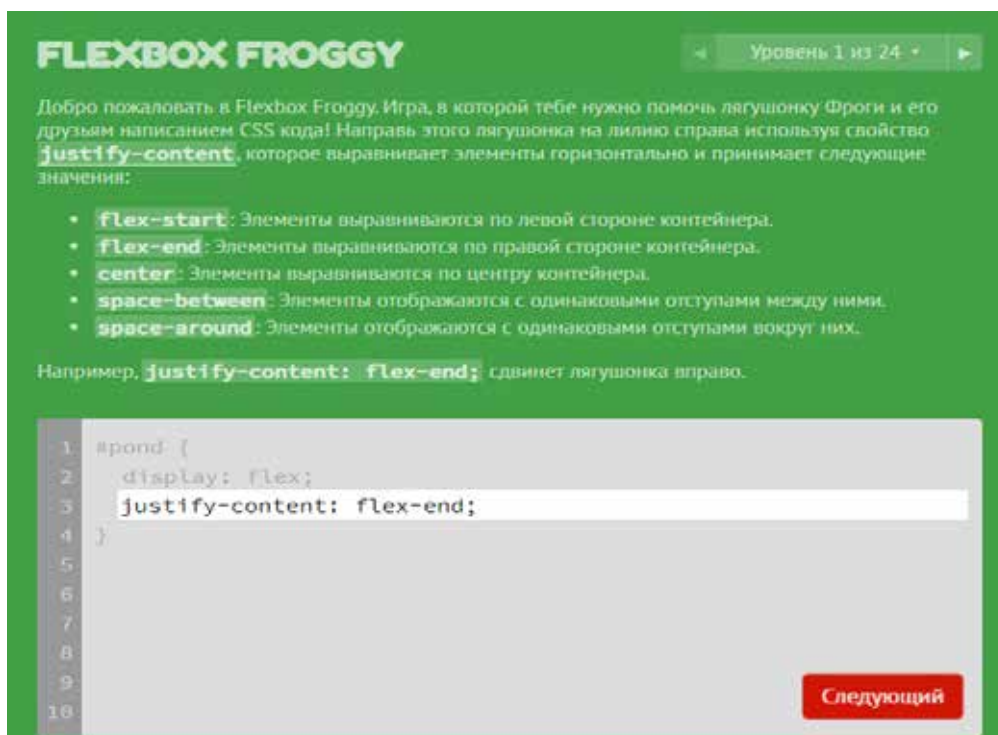 FLEXBOX FROGGY
◄ Уровень 1 из 24 ▾ ►
Добро пожаловать в Flexbox Froggy. Игра, в которой тебе нужно помочь лягушонку Фроги и его
друзьям написанием CSS кода! Направь этого лягушонка на лилию справа используя свойство
justify-content, которое выравнивает элементы горизонтально и принимает следующие
значения:
• flex-start: Элементы выравниваются по левой стороне контейнера.
• flex-end: Элементы выравниваются по правой стороне контейнера.
• center: Элементы выравниваются по центру контейнера.
• space-between: Элементы отображаются с одинаковыми отступами между ними.
• space-around: Элементы отображаются с одинаковыми отступами вокруг них.
Например, justify-content: flex-end; сдвинет лягушонка вправо.
1 #pond {
2 display: flex;
3 justify-content: flex-end;
4 }
5
6
7
8
9
10
Следующий